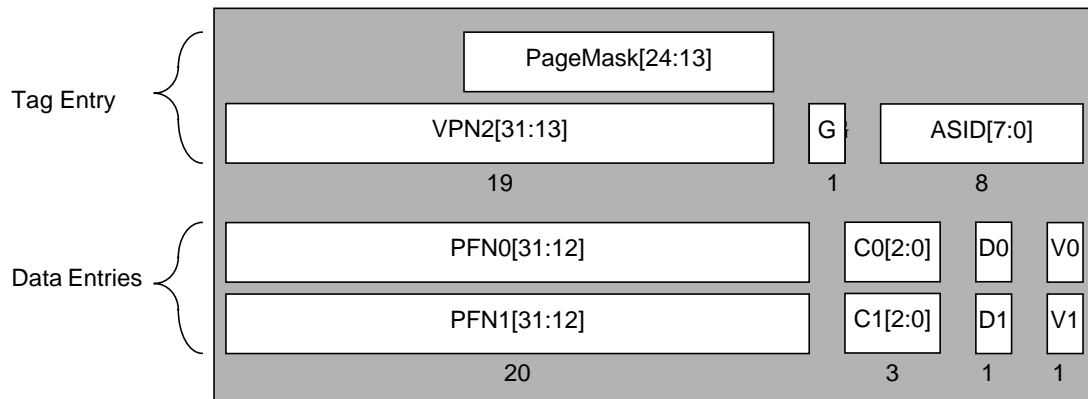 PageMask[24:13]
Tag Entry
VPN2[31:13] G ASID[7:0]
19 1 8
PFN0[31:12] C0[2:0] D0 V0
Data Entries
PFN1[31:12] C1[2:0] D1 V1
20 3 1 1